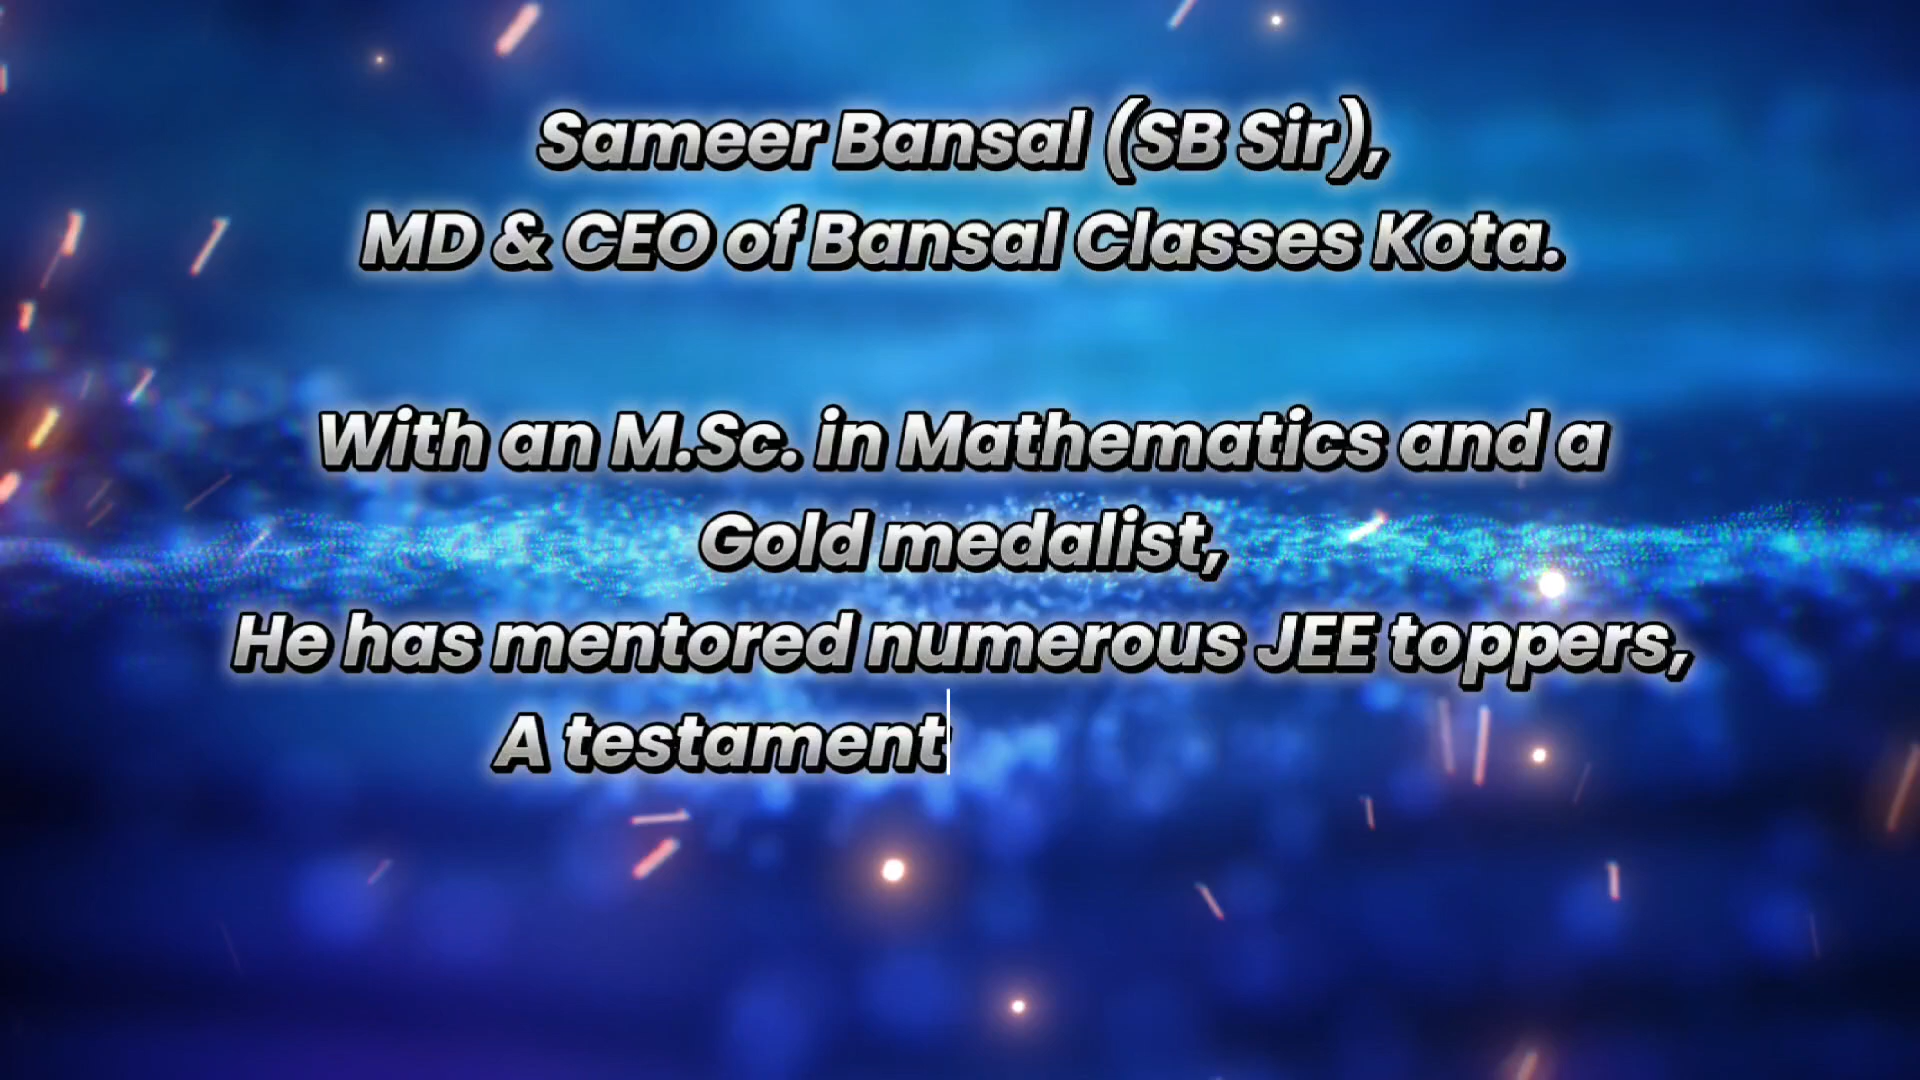 Sameer Bansal (SB Sir),
MD & CEO of Bansal Classes Kota.
With an M.Sc. in Mathematics and a
Gold medalist,
He has mentored numerous JEE toppers,
A testament